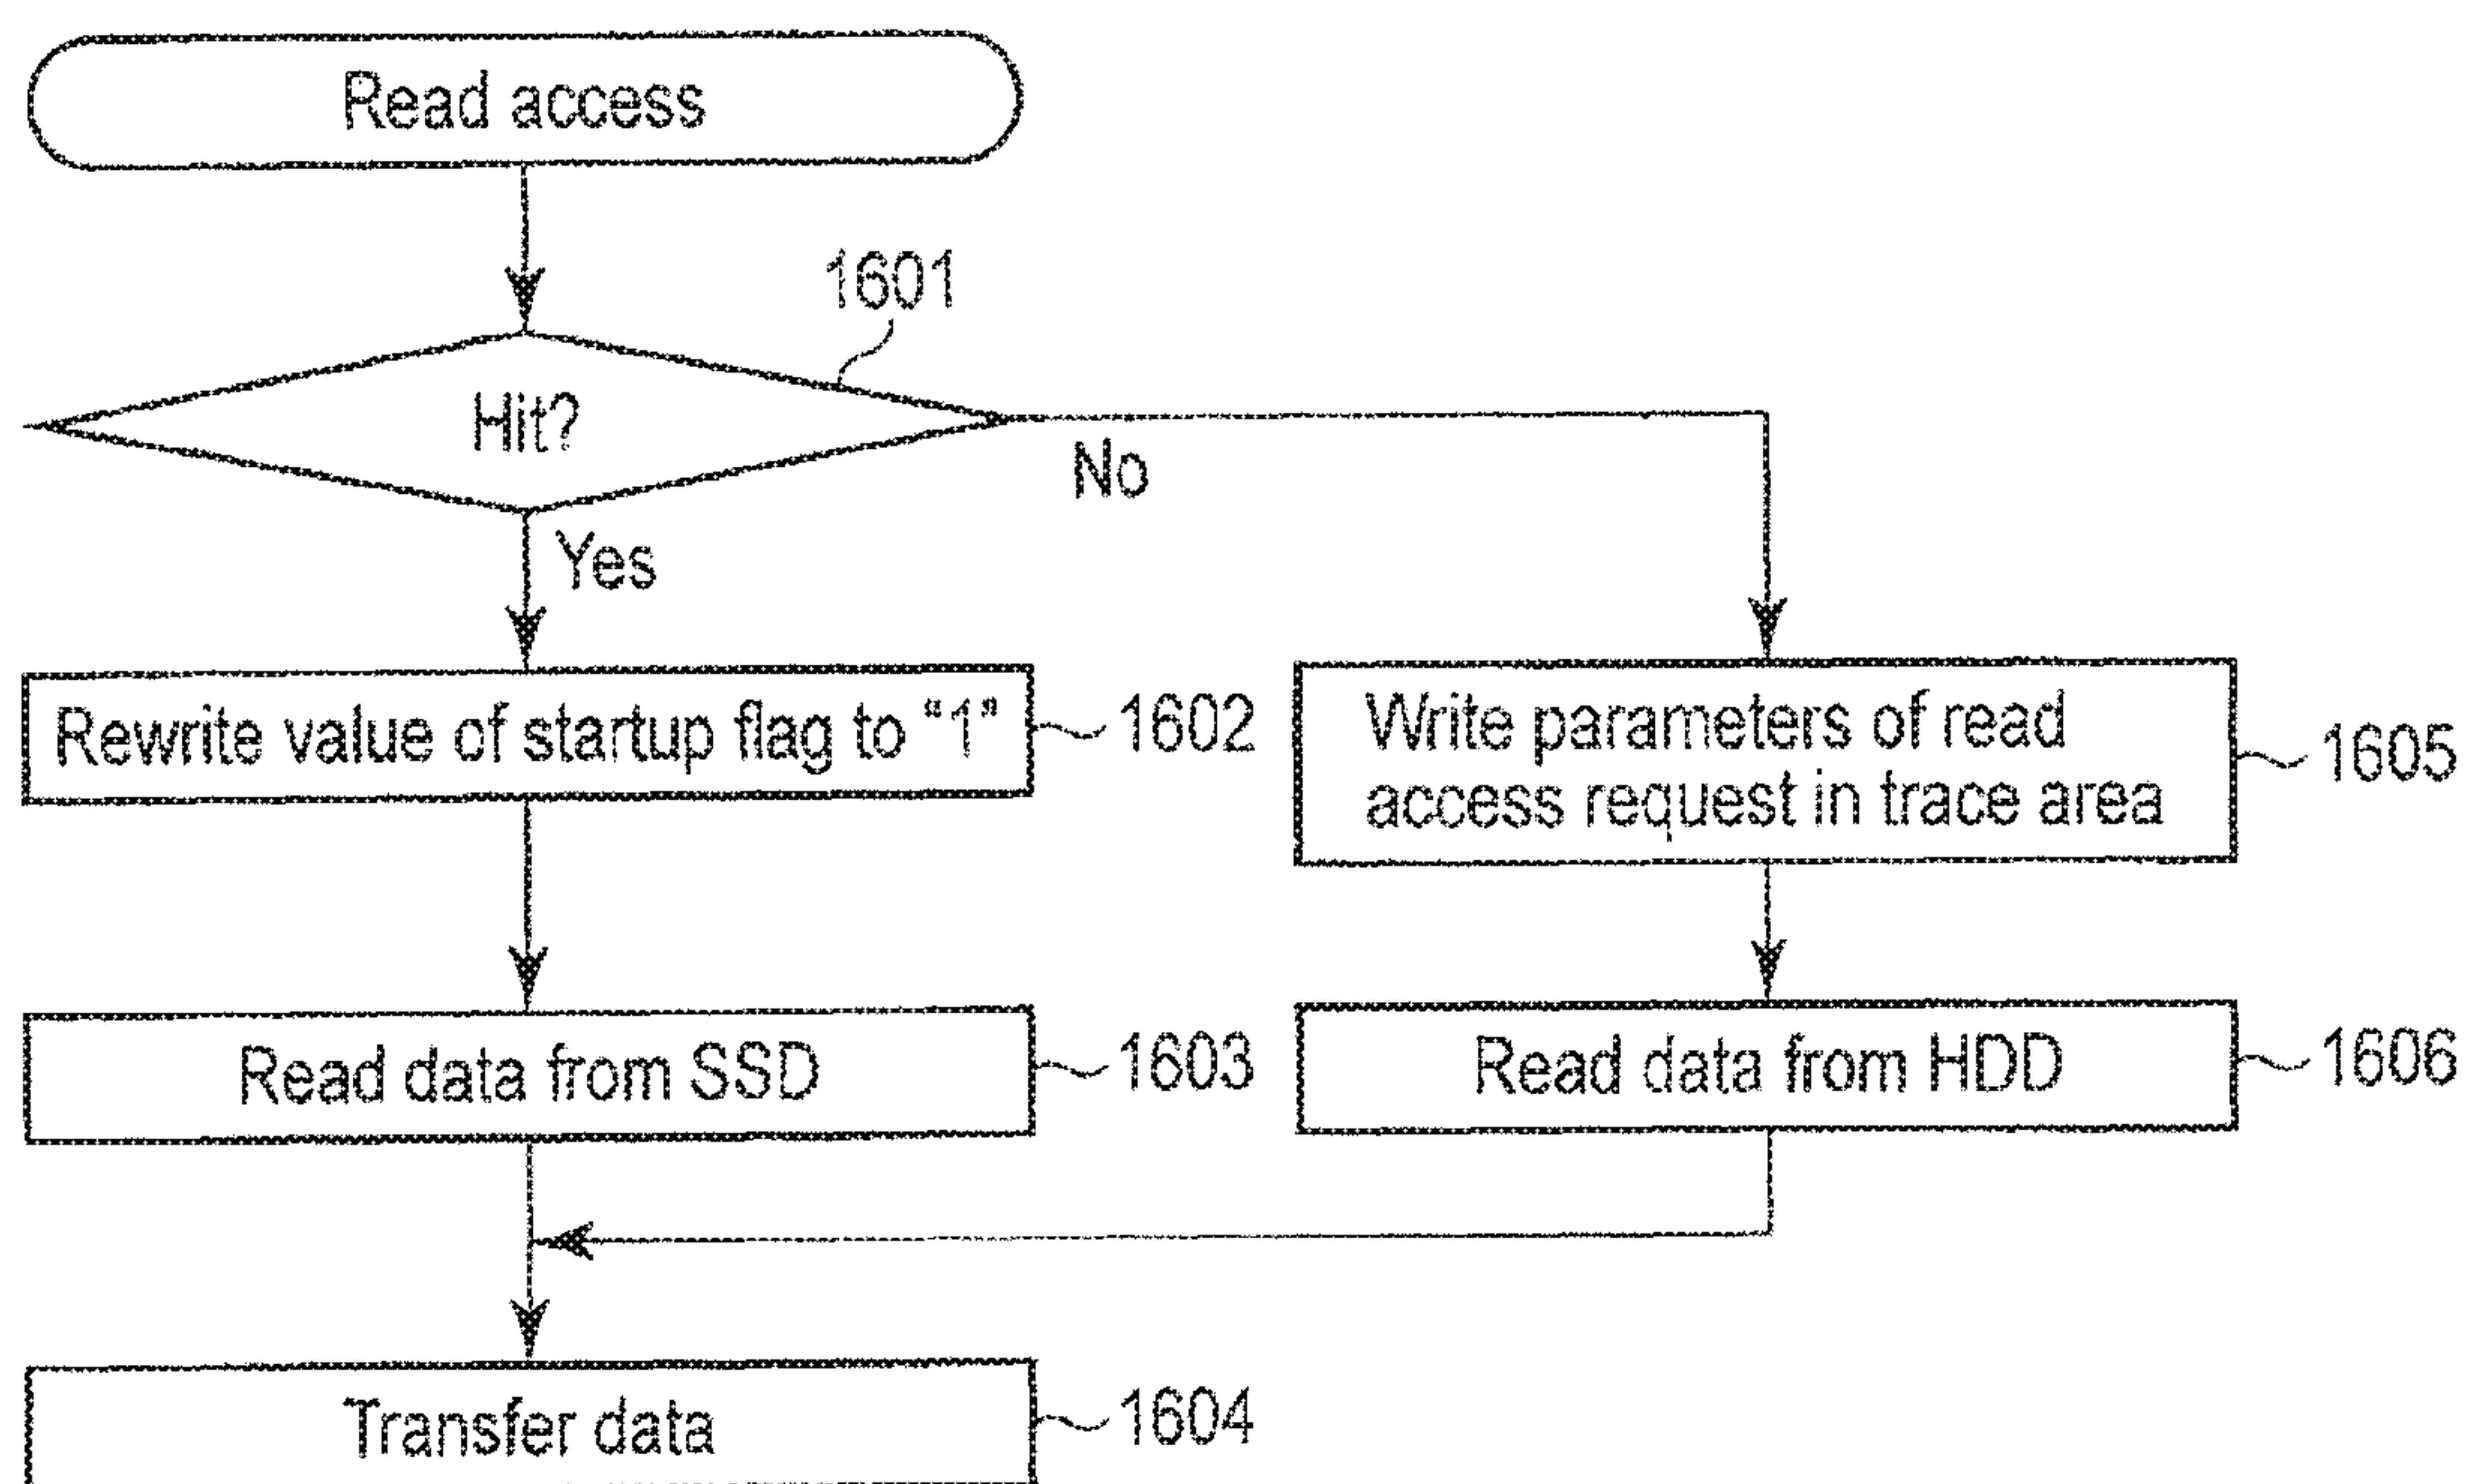 Read access
1601
Hit?
No
Yes
Rewrite value of startup flag to “1”
1602
Write parameters of read
access request in trace area
1605
Read data from SSD
1603
Read data from HDD
1606
Transfer data
1604